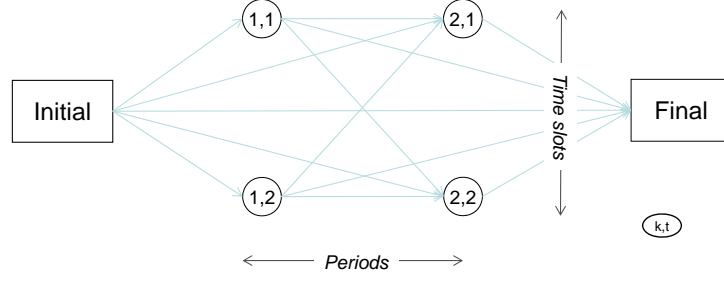 1,1
2,1
Initial
Time slots
Final
1,2
2,2
k,t
Periods